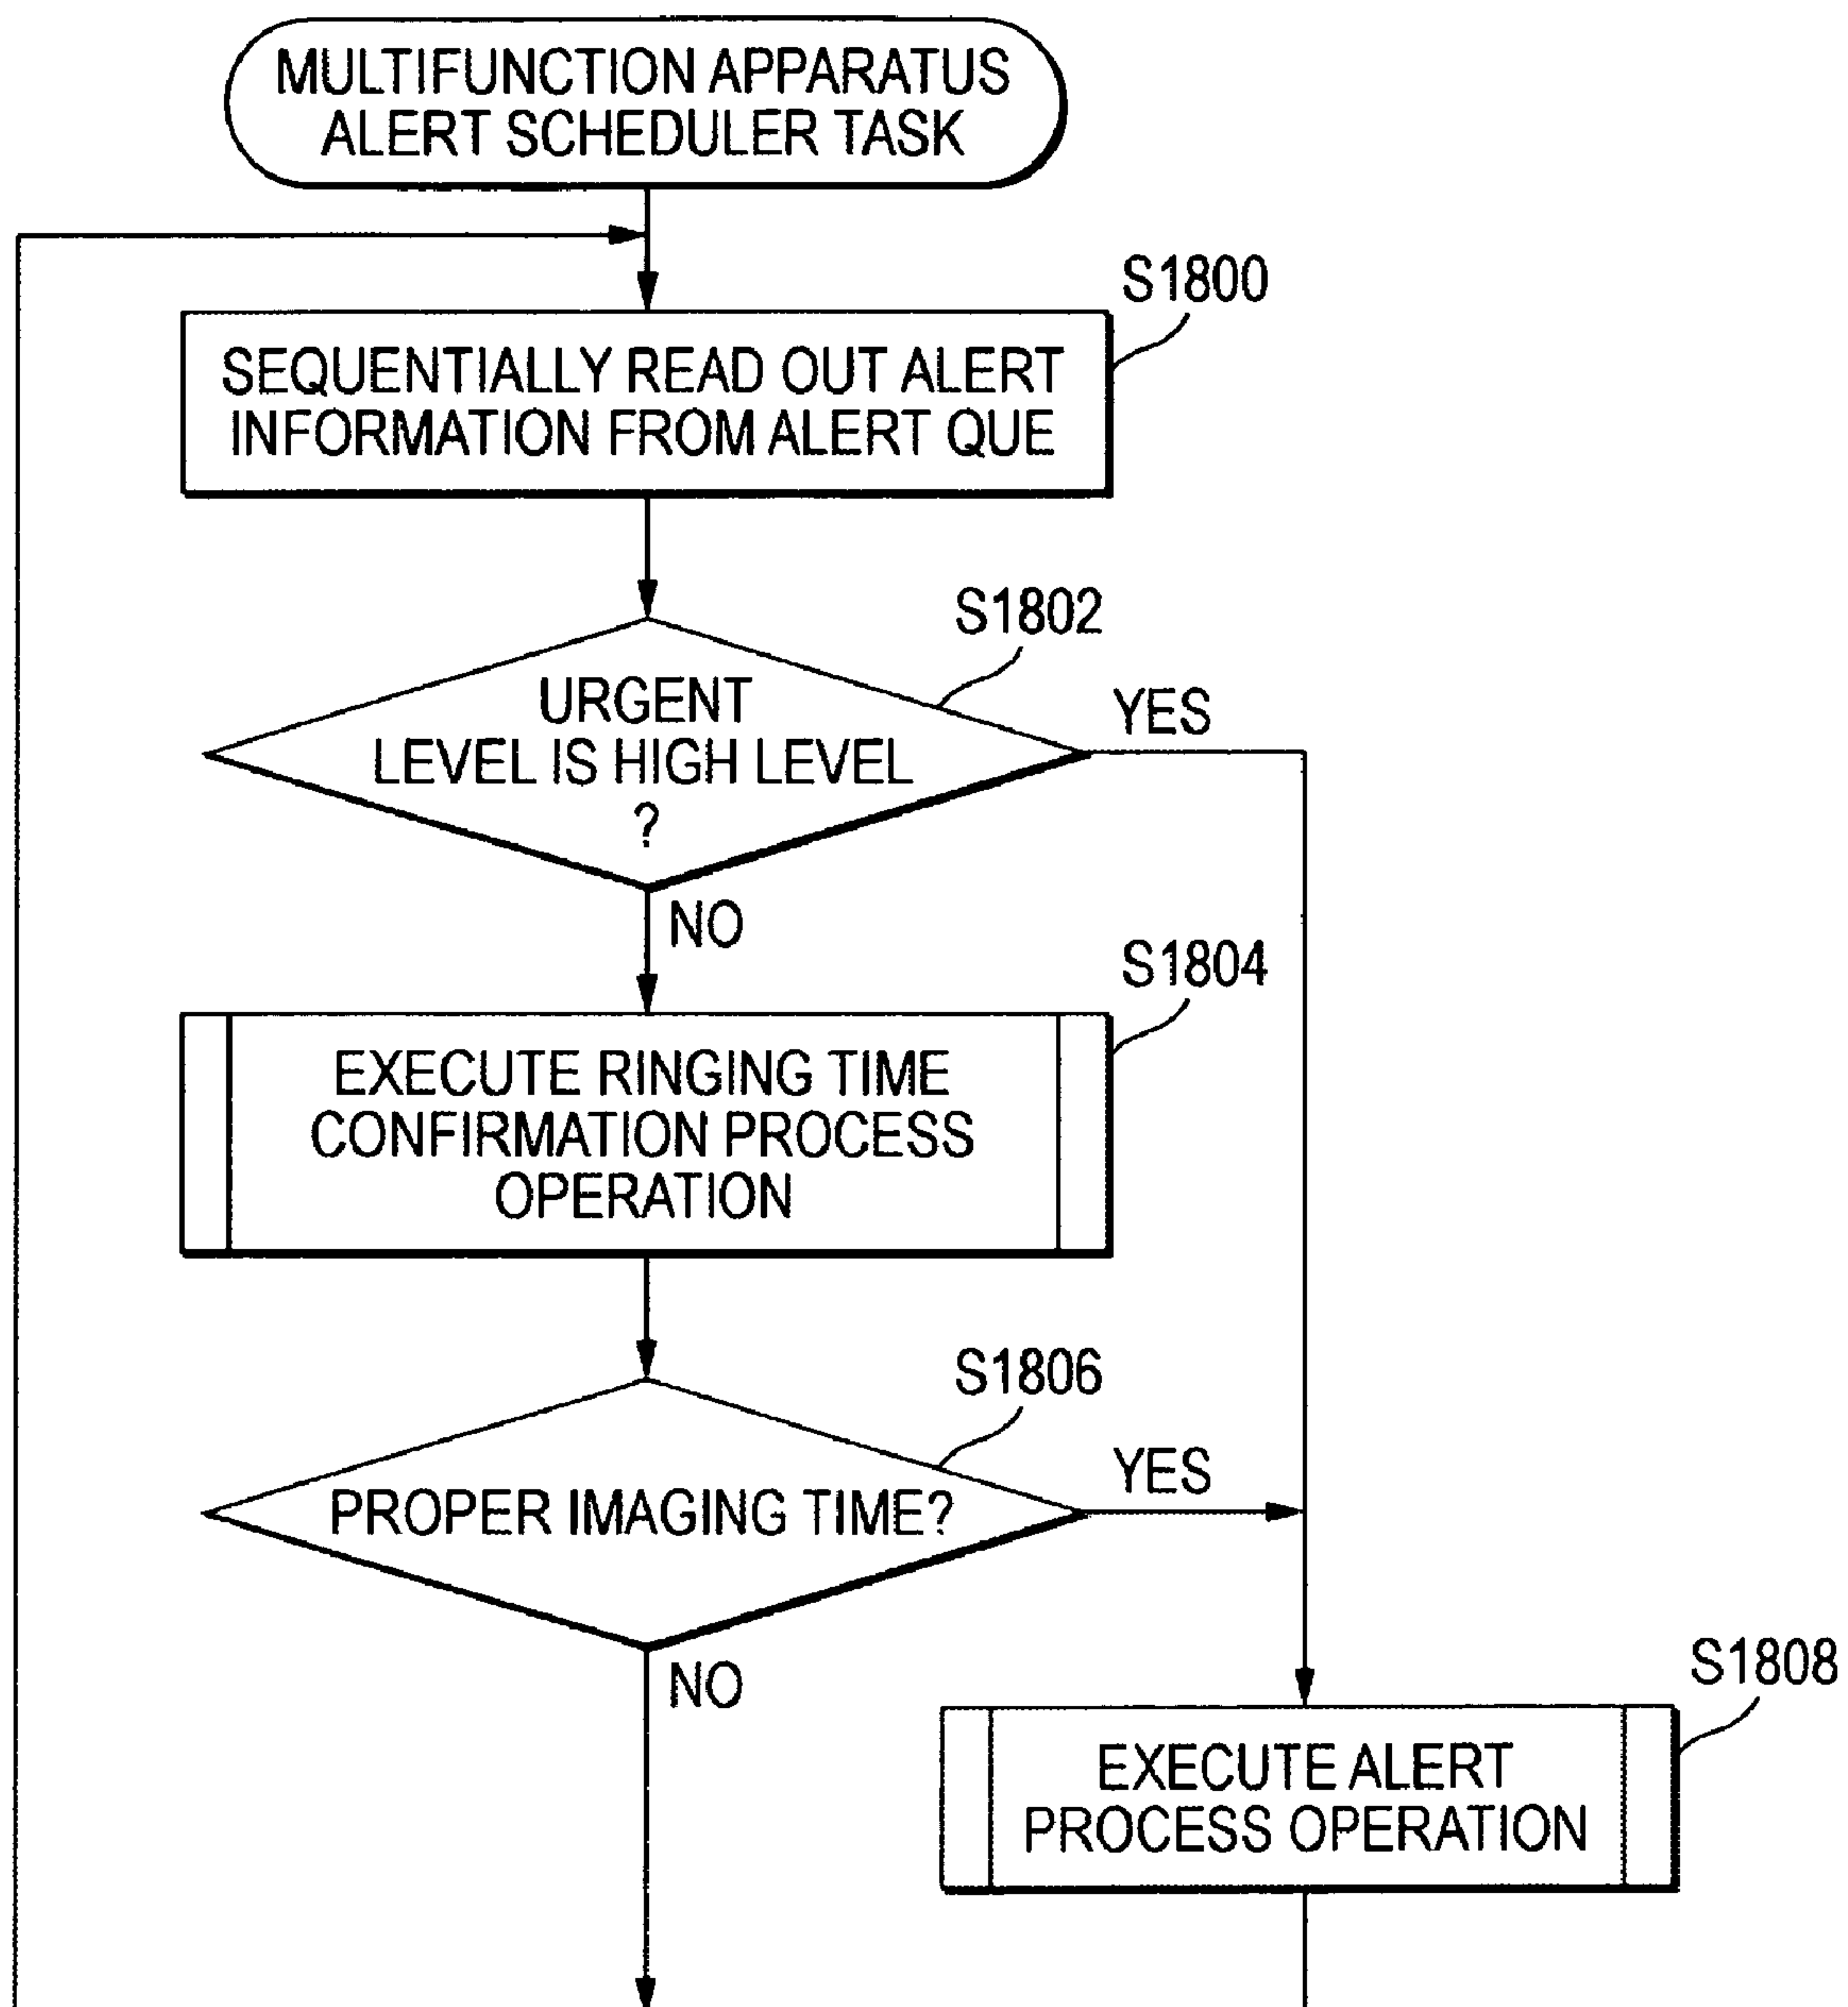 MULTIFUNCTION APPARATUS
ALERT SCHEDULER TASK
S1800
SEQUENTIALLY READ OUT ALERT
INFORMATION FROM ALERT QUE
S1802
URGENT
LEVEL IS HIGH LEVEL
?
YES
NO
S1804
EXECUTE RINGING TIME
CONFIRMATION PROCESS
OPERATION
S1806
PROPER IMAGING TIME?
YES
NO
S1808
EXECUTE ALERT
PROCESS OPERATION